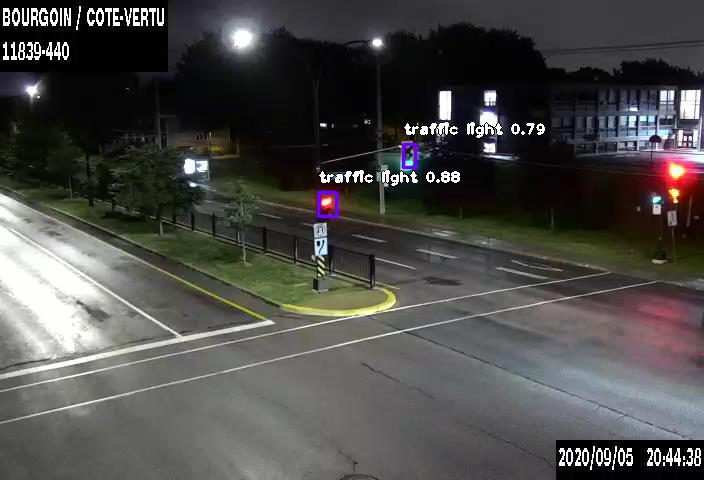 BOURGOIN / COTE-VERTU
11839-440
traffic light 0.79
traffic light 0.88
2020/09/05 20:44:38